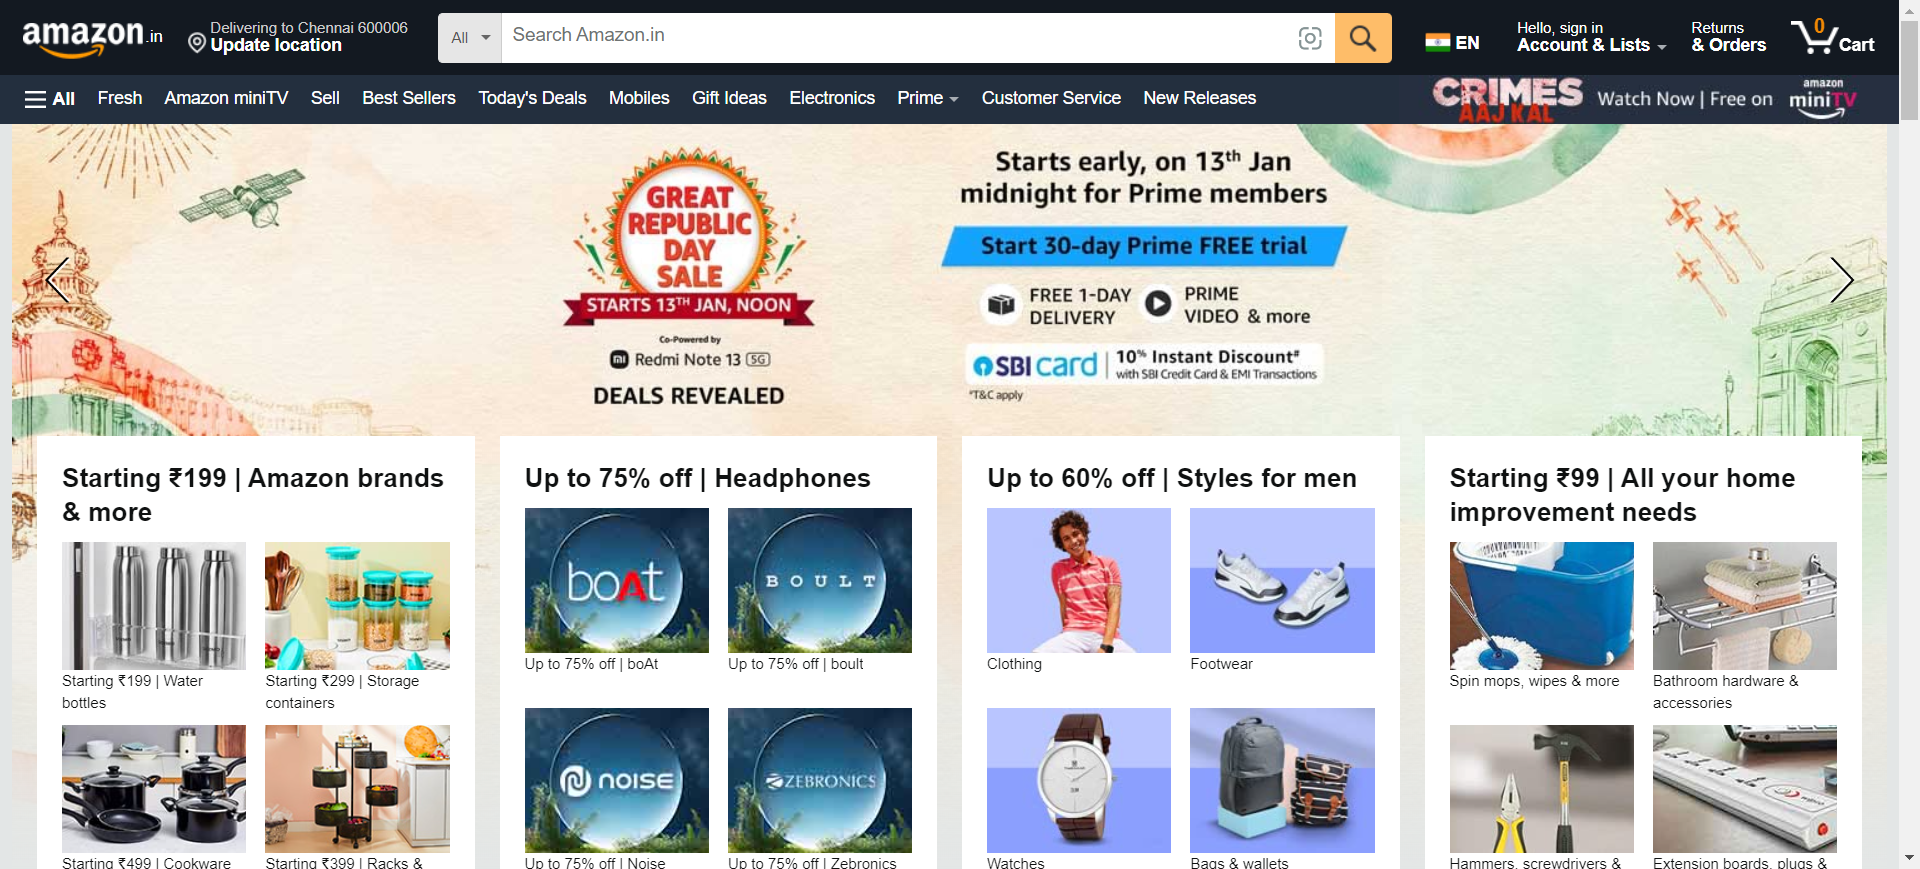 amazon.in
Delivering to Chennai 600006
Update location
All
Search Amazon.in
EN
Hello, sign in
Account & Lists
Returns
& Orders
0
Cart
All
Fresh
Amazon miniTV
Sell
Best Sellers
Today's Deals
Mobiles
Gift Ideas
Electronics
Prime
Customer Service
New Releases
CRIMES
AAJ KAL
Watch Now | Free on
amazon
miniTV
GREAT
REPUBLIC
DAY
SALE
STARTS 13TH JAN, NOON
Co-Powered by
mi Redmi Note 13 5G
DEALS REVEALED
Starts early, on 13th Jan
midnight for Prime members
Start 30-day Prime FREE trial
FREE 1-DAY
DELIVERY
PRIME
VIDEO & more
SBI card
10% Instant Discount#
with SBI Credit Card & EMI Transactions
*T&C apply
Starting ₹199 | Amazon brands
& more
Starting ₹199 | Water
bottles
Starting ₹299 | Storage
containers
Starting ₹499 | Cookware
Starting ₹399 | Racks &
Up to 75% off | Headphones
boAt
Up to 75% off | boAt
BOULT
Up to 75% off | boult
noise
Up to 75% off | Noise
ZEBRONICS
Up to 75% off | Zebronics
Up to 60% off | Styles for men
Clothing
Footwear
Watches
Bags & wallets
Starting ₹99 | All your home
improvement needs
Spin mops, wipes & more
Bathroom hardware &
accessories
Hammers, screwdrivers &
wipro
Extension boards, plugs &